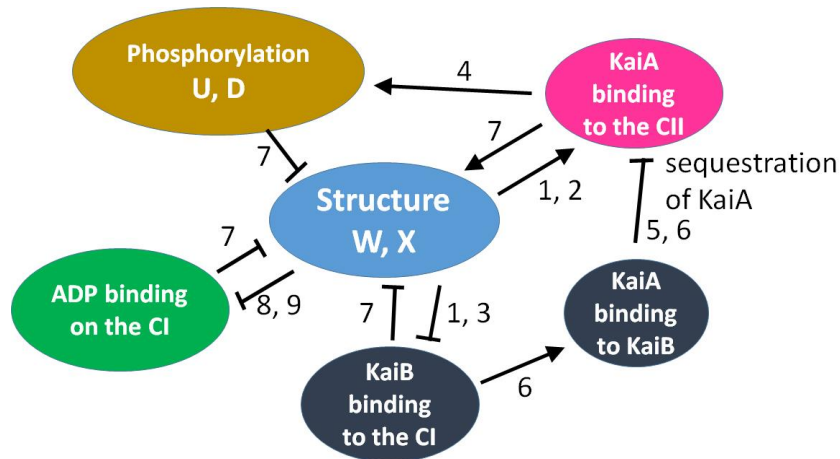 Phosphorylation
U, D
4
KaiA
binding
to the CII
7
7
1, 2
sequestration
of KaiA
Structure
W, X
5, 6
7
ADP binding
on the CI
8, 9
7
1, 3
KaiA
binding
to KaiB
KaiB
binding
to the CI
6